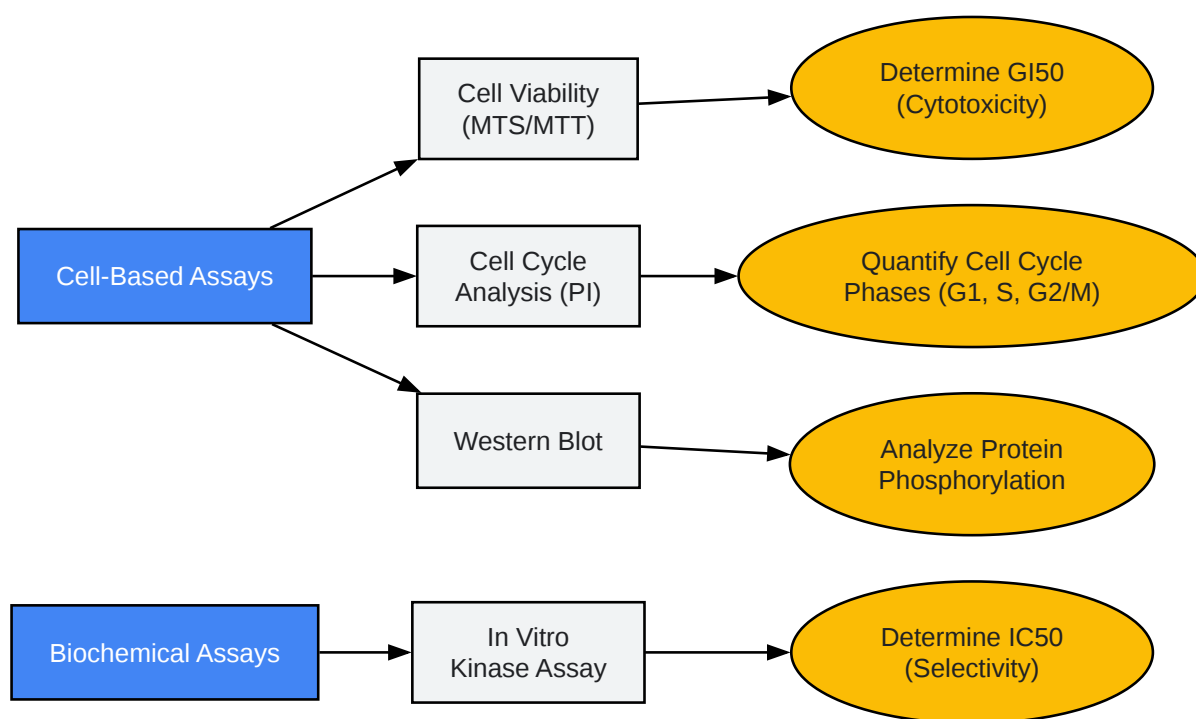 Cell Viability
(MTS/MTT)
Determine GI50
(Cytotoxicity)
Cell-Based Assays
Cell Cycle
Analysis (PI)
Quantify Cell Cycle
Phases (G1, S, G2/M)
Western Blot
Analyze Protein
Phosphorylation
Biochemical Assays
In Vitro
Kinase Assay
Determine IC50
(Selectivity)